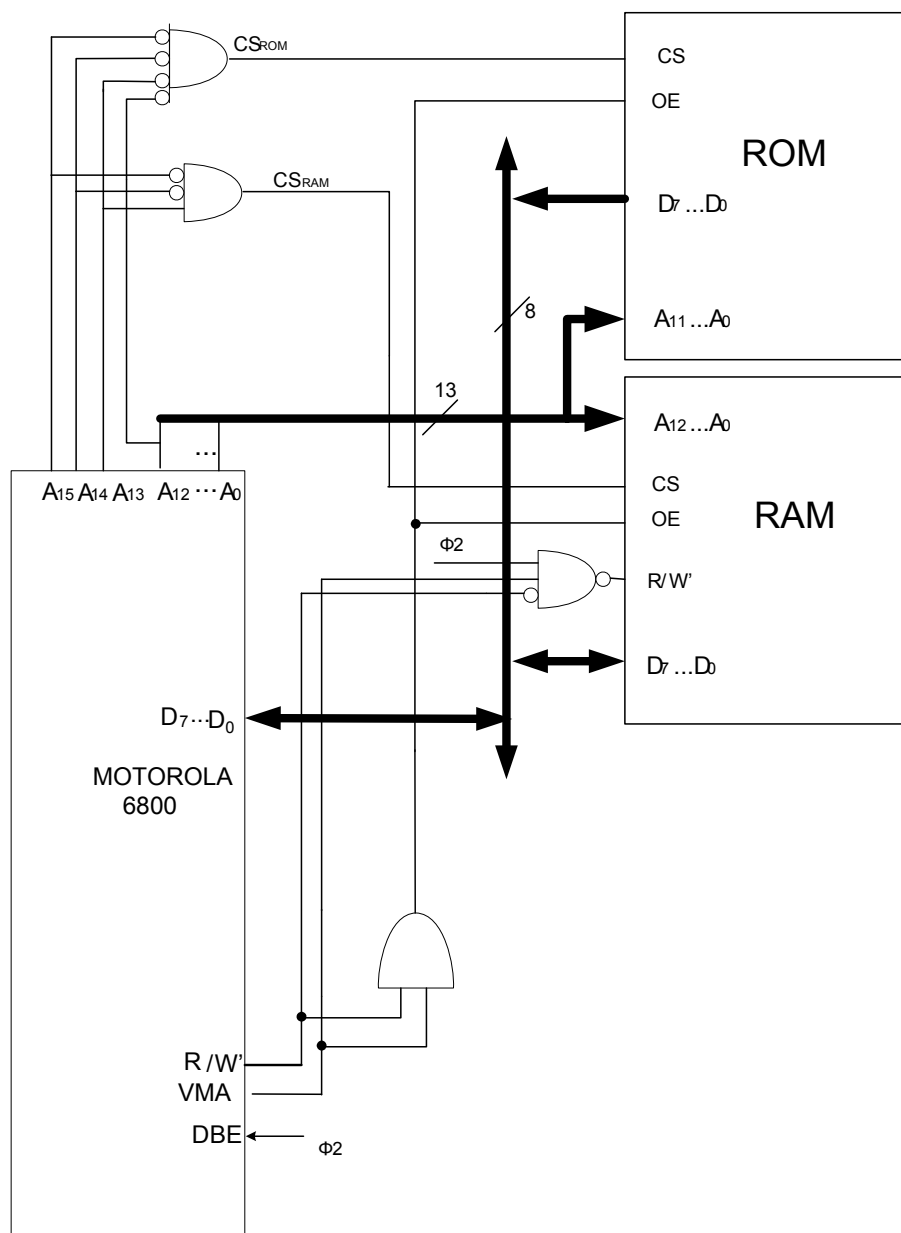 CSROM
CS
OE
ROM
D7 ...D0
CSRAM
8
A11 ...A0
13
A12 ...A0
...
A15 A14 A13 A12 ... A0
CS
RAM
OE
Φ2
R/W’
D7 ...D0
D7 ...D0
MOTOROLA
6800
R /W’
VMA
DBE
Φ2